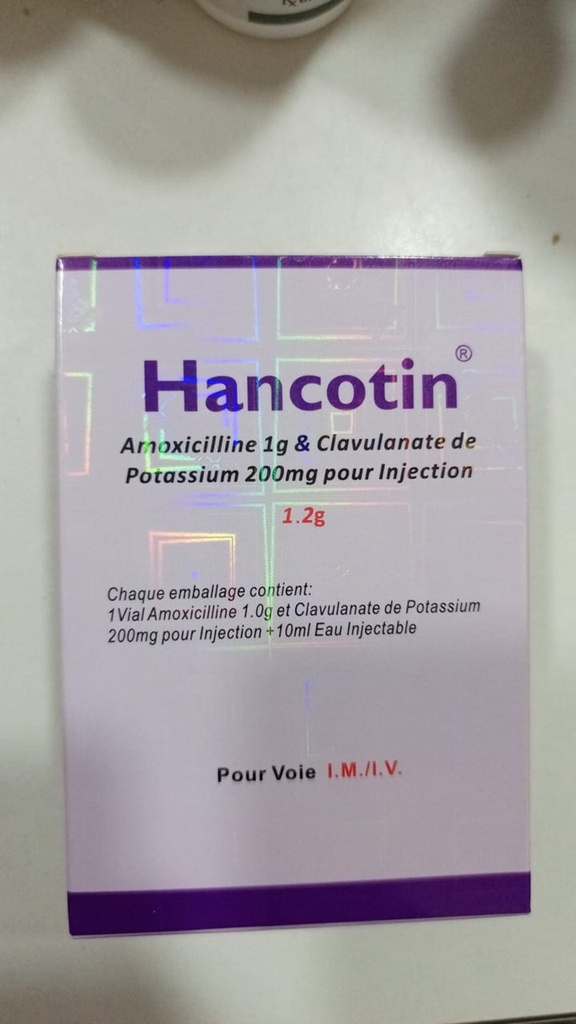 Hancotin®
Amoxicilline 1g & Clavulanate de
Potassium 200mg pour Injection
1.2g
Chaque emballage contient:
1Vial Amoxicilline 1.0g et Clavulanate de Potassium
200mg pour Injection +10ml Eau Injectable
Pour Voie I.M./I.V.